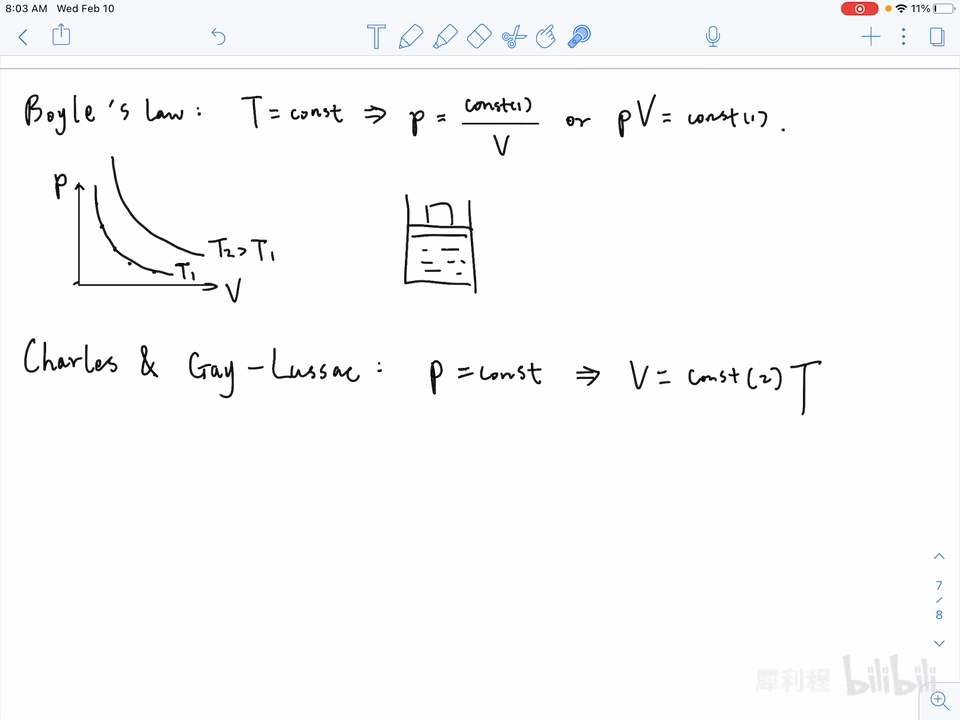 8:03 AM Wed Feb 10 11%
Boyle's Law: T = const ⇒ p = const(1) / V or pV = const(1).
P
T₂ > T₁
T₁
V
Charles & Gay-Lussac: P = const ⇒ V = const(2) T
7
/
8
犀利程 bilibili